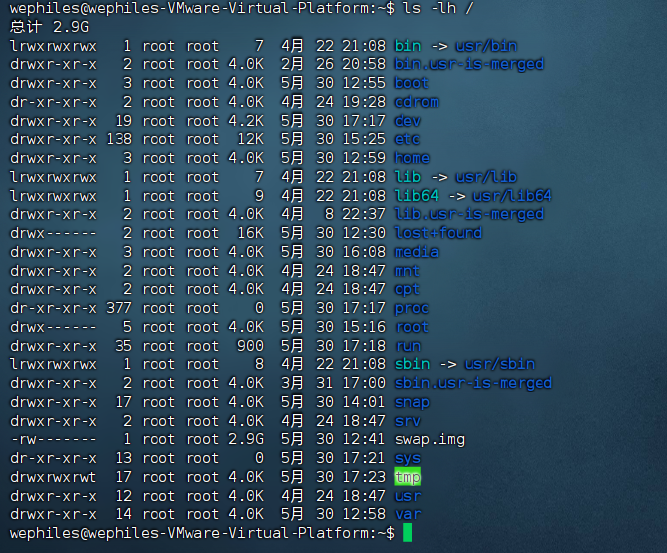 wephiles@wephiles-VMware-Virtual-Platform:~$ ls -lh /
总计 2.9G
lrwxrwxrwx   1 root root    7  4月 22 21:08 bin -> usr/bin
drwxr-xr-x   2 root root 4.0K  2月 26 20:58 bin.usr-is-merged
drwxr-xr-x   3 root root 4.0K  5月 30 12:55 boot
dr-xr-xr-x   2 root root 4.0K  4月 24 19:28 cdrom
drwxr-xr-x  19 root root 4.2K  5月 30 17:17 dev
drwxr-xr-x 138 root root  12K  5月 30 15:25 etc
drwxr-xr-x   3 root root 4.0K  5月 30 12:59 home
lrwxrwxrwx   1 root root    7  4月 22 21:08 lib -> usr/lib
lrwxrwxrwx   1 root root    9  4月 22 21:08 lib64 -> usr/lib64
drwxr-xr-x   2 root root 4.0K  4月  8 22:37 lib.usr-is-merged
drwx------   2 root root  16K  5月 30 12:30 lost+found
drwxr-xr-x   3 root root 4.0K  5月 30 16:08 media
drwxr-xr-x   2 root root 4.0K  4月 24 18:47 mnt
drwxr-xr-x   2 root root 4.0K  4月 24 18:47 opt
dr-xr-xr-x 377 root root    0  5月 30 17:17 proc
drwx------   5 root root 4.0K  5月 30 15:16 root
drwxr-xr-x  35 root root  900  5月 30 17:18 run
lrwxrwxrwx   1 root root    8  4月 22 21:08 sbin -> usr/sbin
drwxr-xr-x   2 root root 4.0K  3月 31 17:00 sbin.usr-is-merged
drwxr-xr-x  17 root root 4.0K  5月 30 14:01 snap
drwxr-xr-x   2 root root 4.0K  4月 24 18:47 srv
-rw-------   1 root root 2.9G  5月 30 12:41 swap.img
dr-xr-xr-x  13 root root    0  5月 30 17:21 sys
drwxrwxrwt  17 root root 4.0K  5月 30 17:23 tmp
drwxr-xr-x  12 root root 4.0K  4月 24 18:47 usr
drwxr-xr-x  14 root root 4.0K  5月 30 12:58 var
wephiles@wephiles-VMware-Virtual-Platform:~$